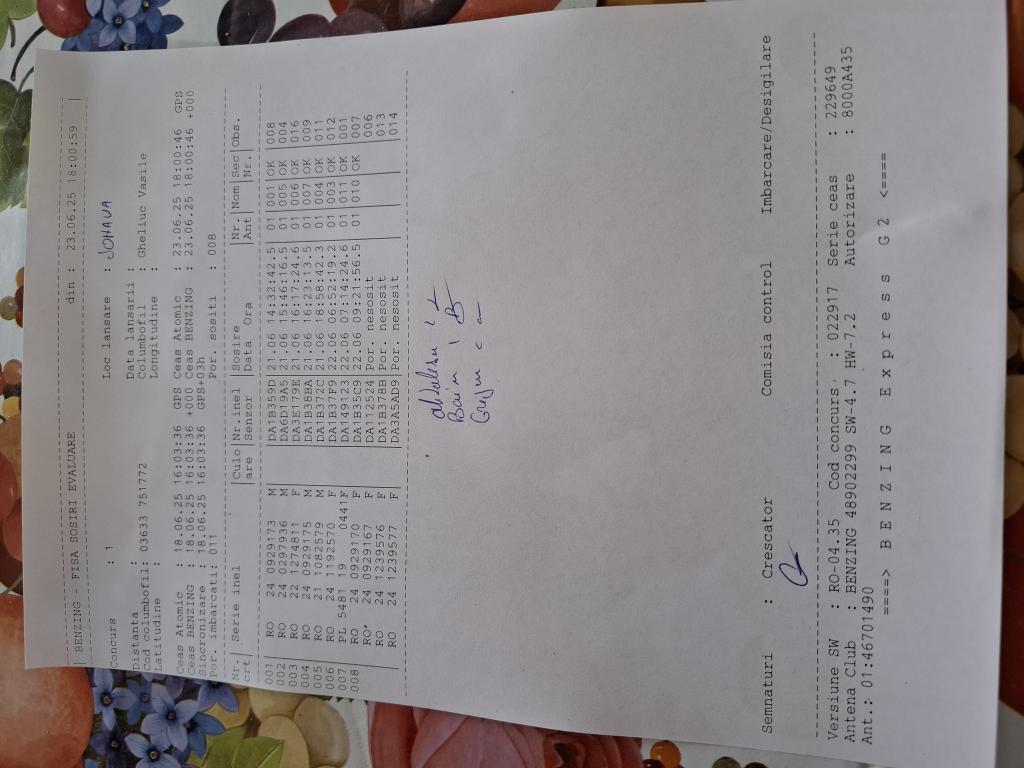 BENZING - FISA SOSIRI EVALUARE din : 23.06.25 18:00:59
Concurs : 1 Loc lansare : JONAVA
Distanta : Data lansarii :
Cod columbofil: 03633 751772 Columbofil : Gheliuc Vasile
Latitudine : Longitudine :
Ceas Atomic : 18.06.25 16:03:36 GPS Ceas Atomic : 23.06.25 18:00:46 GPS
Ceas BENZING : 18.06.25 16:03:36 +000 Ceas BENZING : 23.06.25 18:00:46 +000
Sincronizare : 18.06.25 16:03:36 GPS+03h
Por. imbarcati: 011 Por. sositi : 008
Nr. |Serie inel Culo|Nr.inel |Sosire Nr.|Nom|Sec|Obs.
crt| are |Senzor |Data Ora Ant| |Nr.|
001 RO 24 0929173 M DA1B359D 21.06 14:32:42.5 01 001 OK 008
002 RO 24 0297936 M DA6D19A5 21.06 15:46:16.5 01 005 OK 004
003 RO 22 1274811 F DA3E179E 21.06 16:17:24.5 01 006 OK 016
004 RO 24 0929175 M DA1B35BA 21.06 16:28:13.5 01 007 OK 009
005 RO 21 1082579 M DA1B372C 21.06 18:58:42.3 01 004 OK 011
006 RO 24 1192570 F DA1B37F9 22.06 06:52:19.2 01 003 OK 012
007 PL 5481 19 0441F DA149123 22.06 07:14:24.6 01 011 OK 001
008 RO 24 0929170 F DA1B35C9 22.06 09:21:56.5 01 010 OK 007
RO 24 0929167 F DA112524 Por. nesosit 006
RO 24 1239576 F DA1B378B Por. nesosit 013
RO 24 1239577 F DA3A5AD9 Por. nesosit 014
Semnaturi : Crescator Comisia control Imbarcare/Desigilare
Versiune SW : RO-04.35 Cod concurs. : 022917 Serie ceas : 229649
Antena Club : BENZING 48902299 SW-4.7 HW-7.2 Autorizare : 8000A435
Ant.: 01:46701490
====> B E N Z I N G E x p r e s s G 2 <====